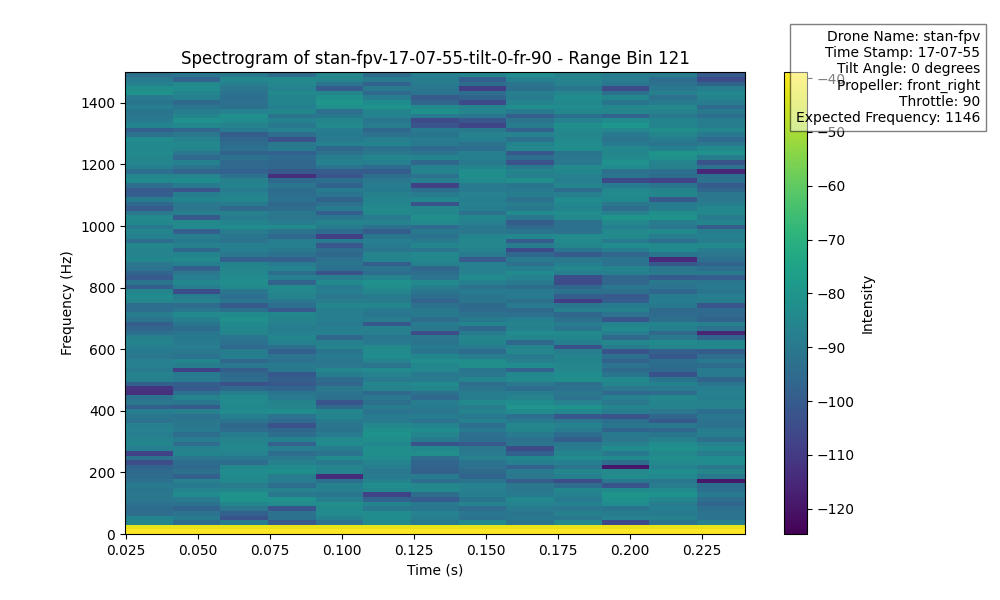 Drone Name: stan-fpv
Time Stamp: 17-07-55
Tilt Angle: 0 degrees
Propeller: front_right
Throttle: 90
Expected Frequency: 1146
Spectrogram of stan-fpv-17-07-55-tilt-0-fr-90 - Range Bin 121
Frequency (Hz)
1400
1200
1000
800
600
400
200
0
0.025
0.050
0.075
0.100
0.125
0.150
0.175
0.200
0.225
Time (s)
−40
−50
−60
−70
−80
−90
−100
−110
−120
Intensity